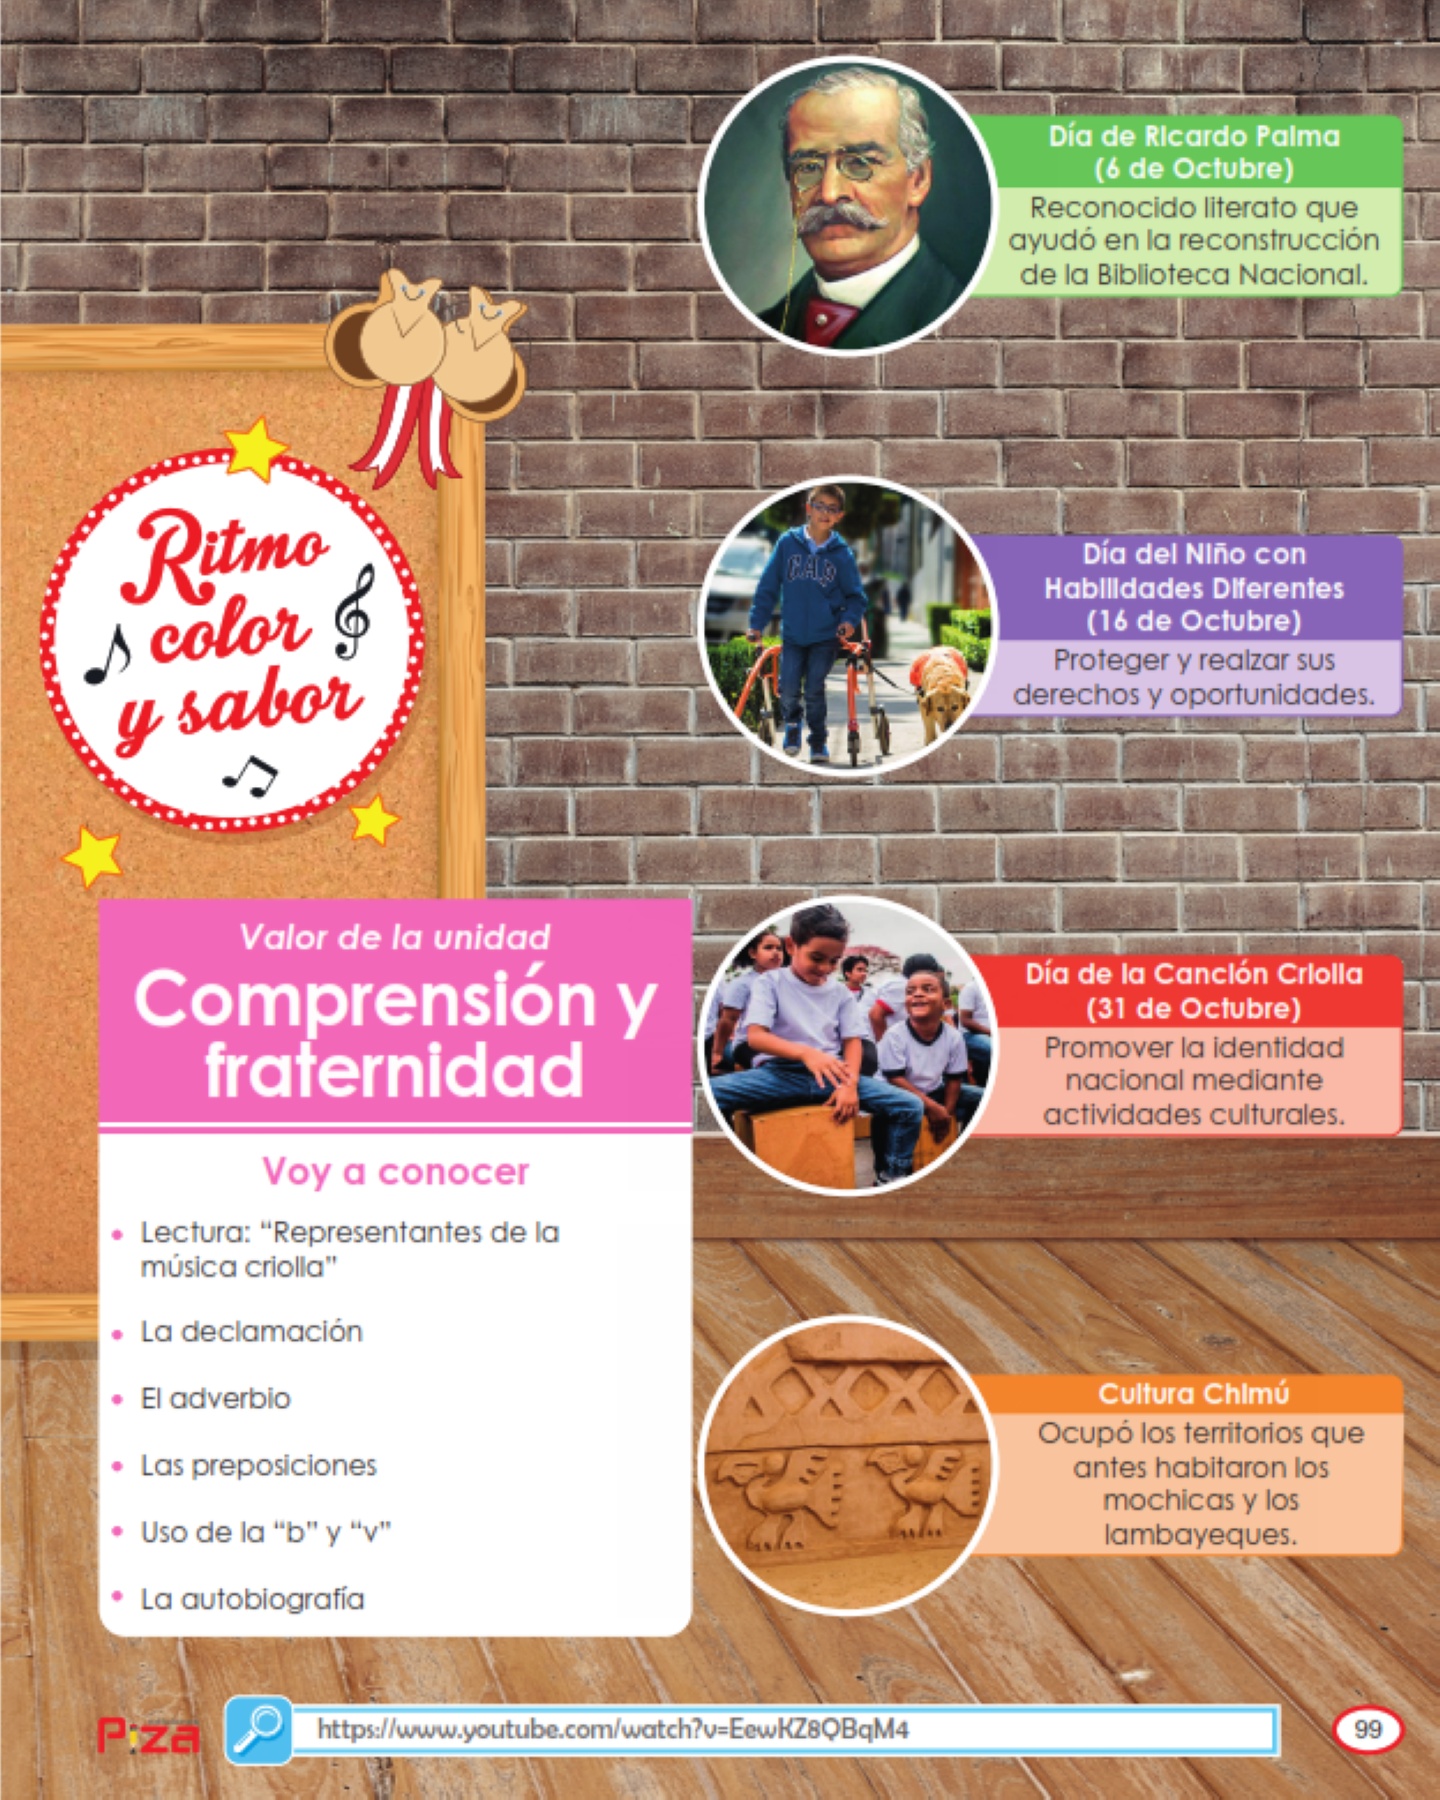 Día de Ricardo Palma
(6 de Octubre)
Reconocido literato que
ayudó en la reconstrucción
de la Biblioteca Nacional.
Ritmo
color
y sabor
Día del Niño con
Habilidades Diferentes
(16 de Octubre)
Proteger y realzar sus
derechos y oportunidades.
GAP
Valor de la unidad
Comprensión y
fraternidad
Voy a conocer
Lectura: “Representantes de la
música criolla”
La declamación
El adverbio
Las preposiciones
Uso de la “b” y “v”
La autobiografía
Día de la Canción Criolla
(31 de Octubre)
Promover la identidad
nacional mediante
actividades culturales.
Cultura Chimú
Ocupó los territorios que
antes habitaron los
mochicas y los
lambayeques.
Piza
https://www.youtube.com/watch?v=EewKZ8QBqM4
99